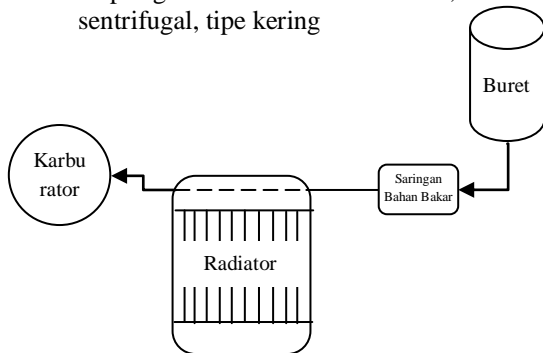 sentrifugal, tipe kering
Buret
Karbu
rator
Saringan
Bahan Bakar
Radiator